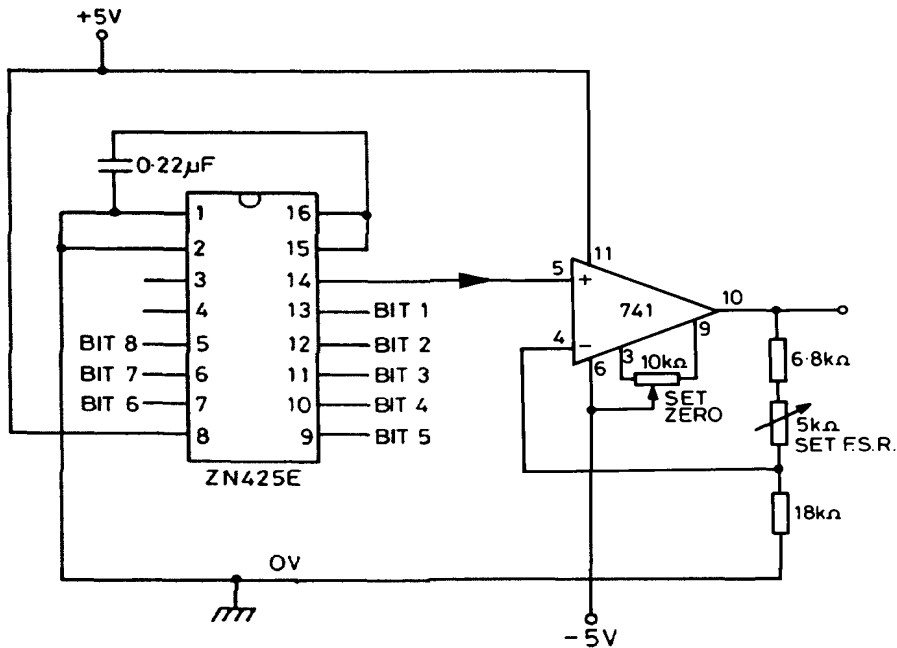 +5V
0·22µF
1 16
2 15
3 14
4 13 BIT 1
BIT 8 5 12 BIT 2
BIT 7 6 11 BIT 3
BIT 6 7 10 BIT 4
8 9 BIT 5
ZN425E
5 + 11
741 10
4 − 6 3 9
10kΩ
SET
ZERO
6·8kΩ
5kΩ
SET F.S.R.
18kΩ
0V
-5V